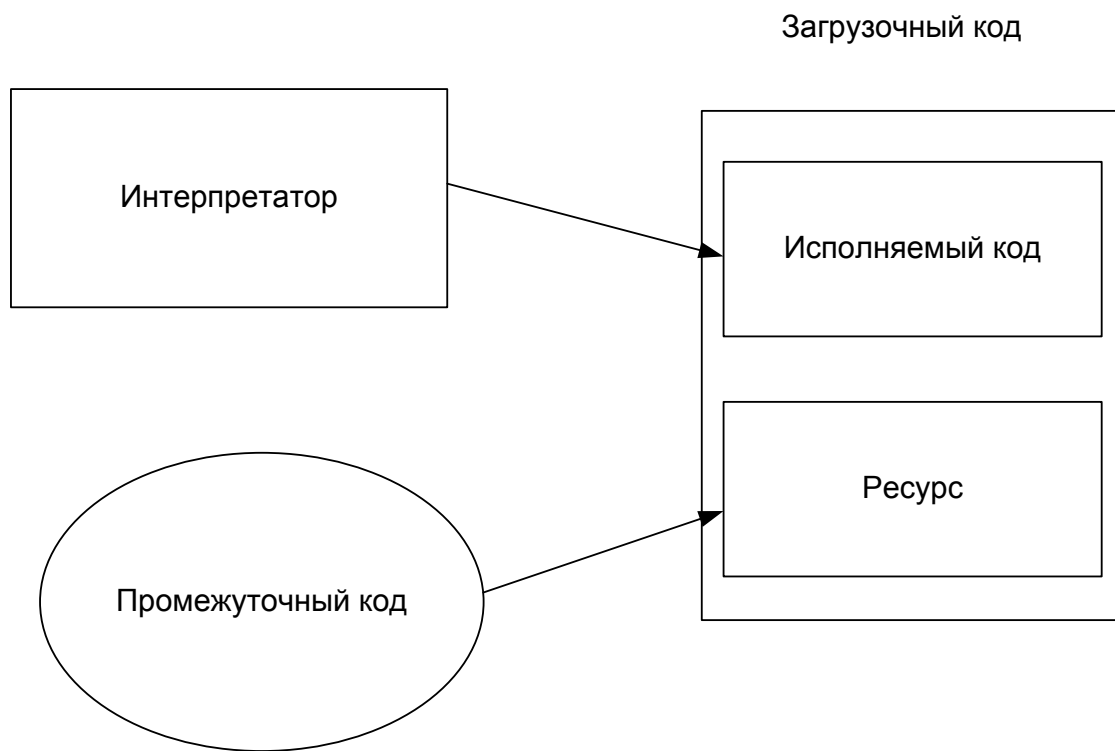 Загрузочный код
Интерпретатор
Исполняемый код
Ресурс
Промежуточный код